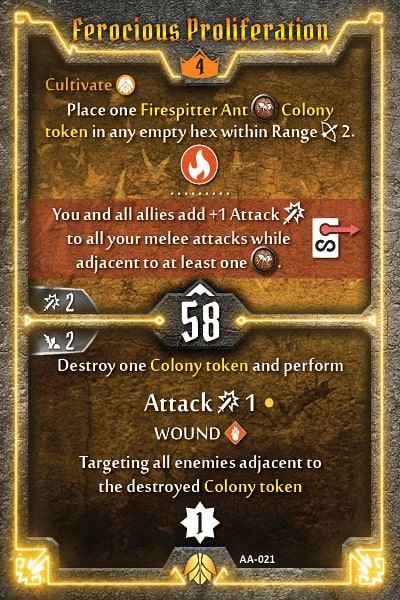 Ferocious Proliferation
4
Cultivate
Place one Firespitter Ant Colony
token in any empty hex within Range 2.
You and all allies add +1 Attack
to all your melee attacks while
adjacent to at least one .
2
58
2
Destroy one Colony token and perform
Attack 1
WOUND
Targeting all enemies adjacent to
the destroyed Colony token
1
AA-021